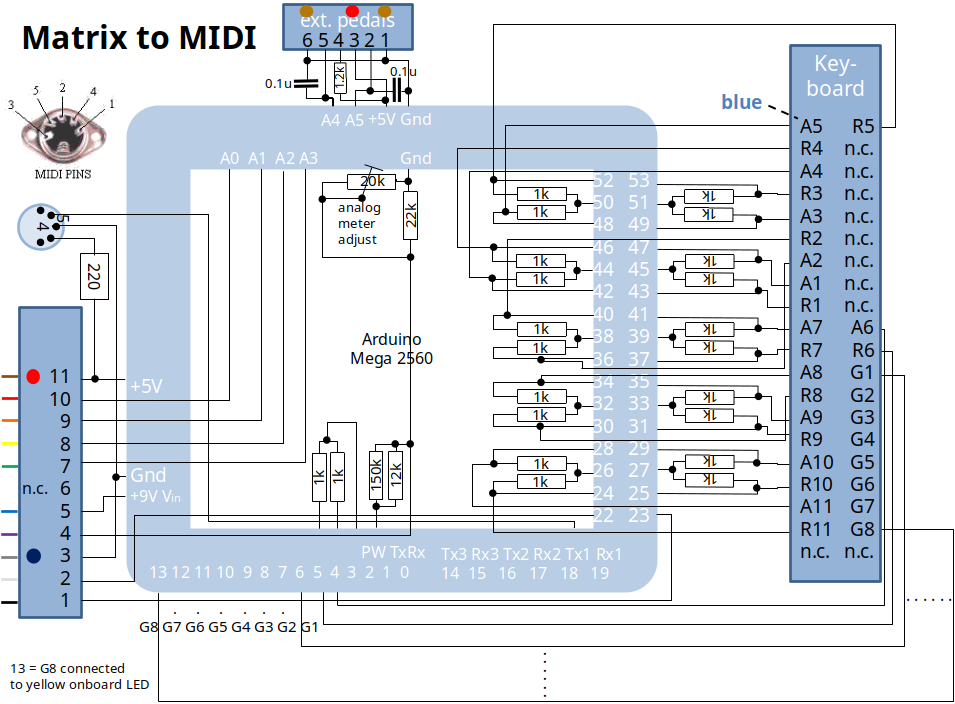 Matrix to MIDI
ext. pedals
6 5 4 3 2 1
0.1u
1.2k
0.1u
A4 A5 +5V Gnd
5 2 4
3 1
MIDI PINS
A0 A1 A2 A3
Gnd
20k
analog
meter
adjust
22k
5
4
220
Arduino
Mega 2560
Key-
board
blue
A5 R5
R4 n.c.
A4 n.c.
R3 n.c.
A3 n.c.
R2 n.c.
A2 n.c.
A1 n.c.
R1 n.c.
A7 A6
R7 R6
A8 G1
R8 G2
A9 G3
R9 G4
A10 G5
R10 G6
A11 G7
R11 G8
n.c. n.c.
52 53
1k 1k
50 51
1k 1k
48 49
46 47
1k 1k
44 45
1k 1k
42 43
40 41
1k 1k
38 39
1k 1k
36 37
34 35
1k 1k
32 33
1k 1k
30 31
28 29
1k 1k
26 27
1k 1k
24 25
22 23
11 +5V
10
9
8
7
n.c. 6 Gnd
5 +9V Vin
4
3
2
1
1k 1k 150k 12k
PW TxRx Tx3 Rx3 Tx2 Rx2 Tx1 Rx1
13 12 11 10 9 8 7 6 5 4 3 2 1 0 14 15 16 17 18 19
G8 G7 G6 G5 G4 G3 G2 G1
13 = G8 connected
to yellow onboard LED